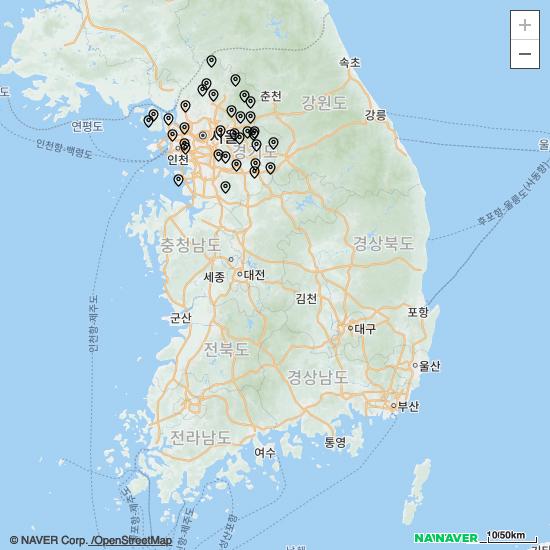 +
−
속초
춘천
강원도
연평도
강릉
서울
울
인천항-백령도
인천
경기도
후포항-울릉도(사동항)
충청남도
경상북도
세종
대전
김천
인천항-제주도
군산
포항
대구
전북도
울산
경상남도
부산
전라남도
통영
여수
© NAVER Corp. /OpenStreetMap
NAVER
10/50km